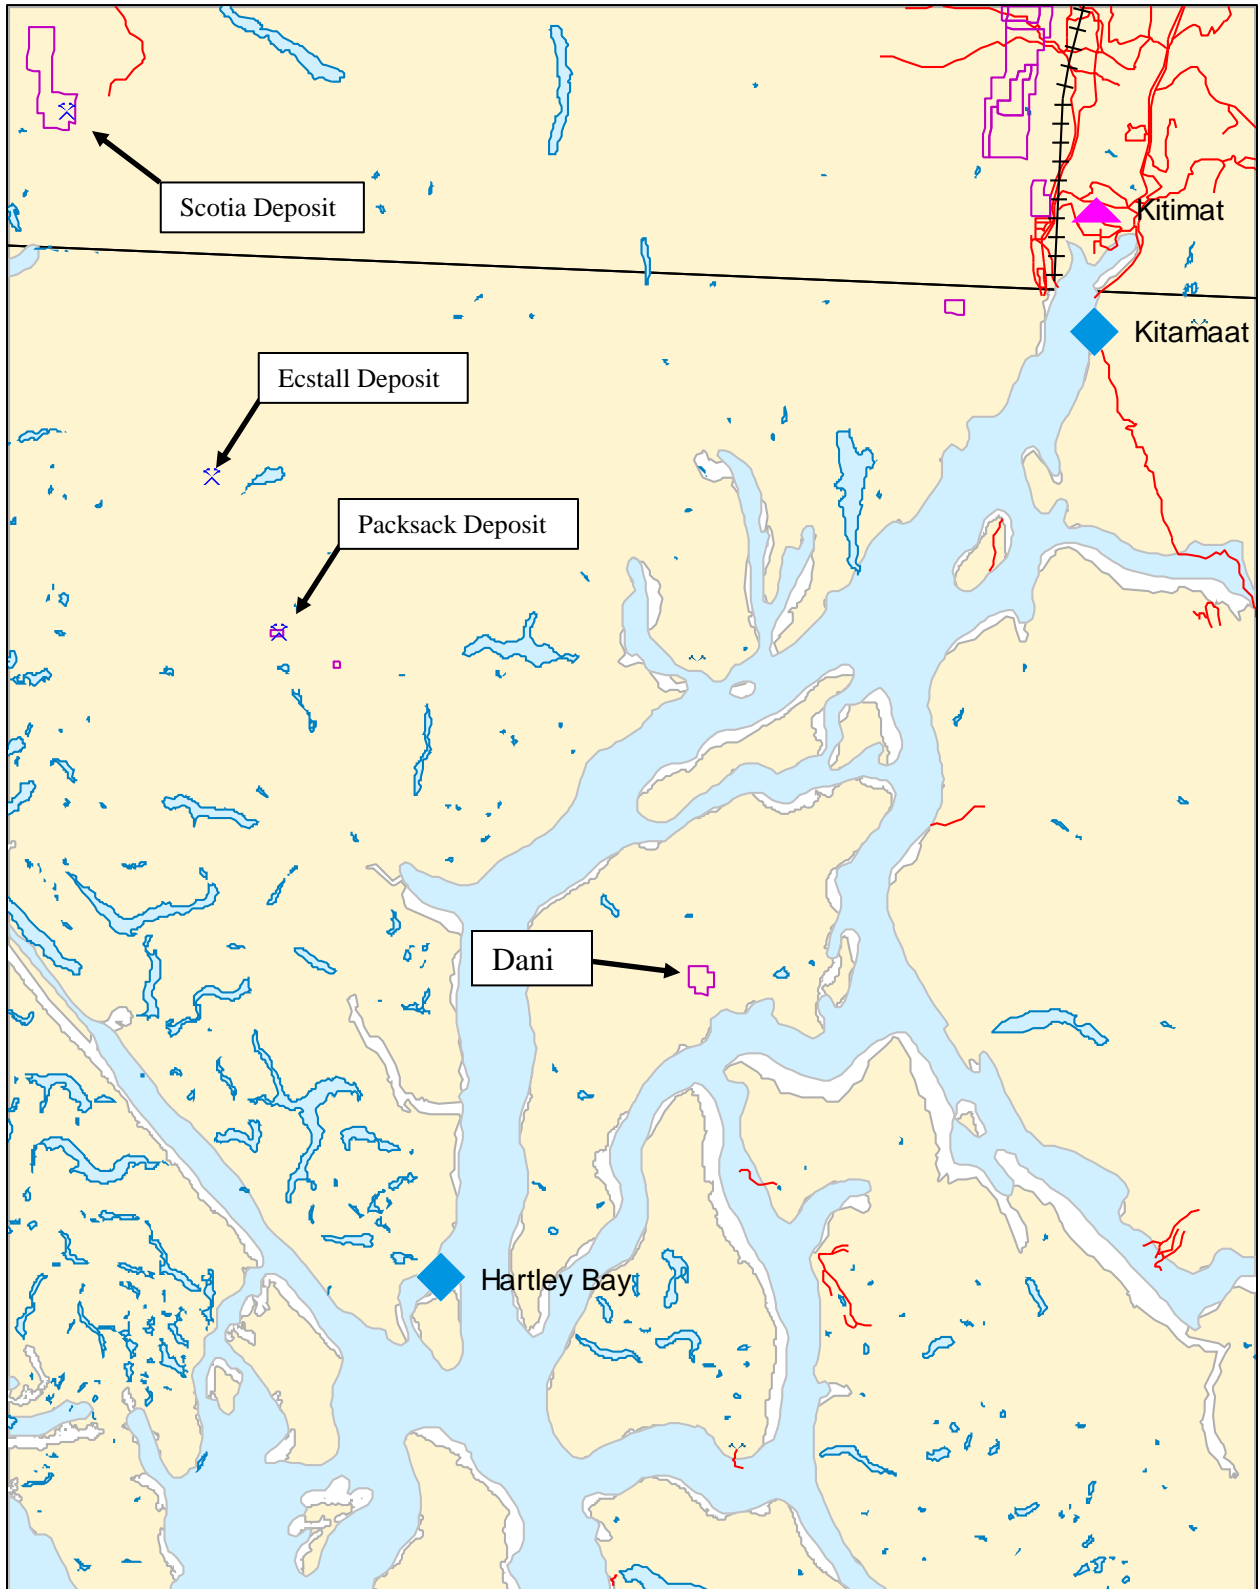 Scotia Deposit
Kitimat
Kitamaat
Ecstall Deposit
Packsack Deposit
Dani
Hartley Bay